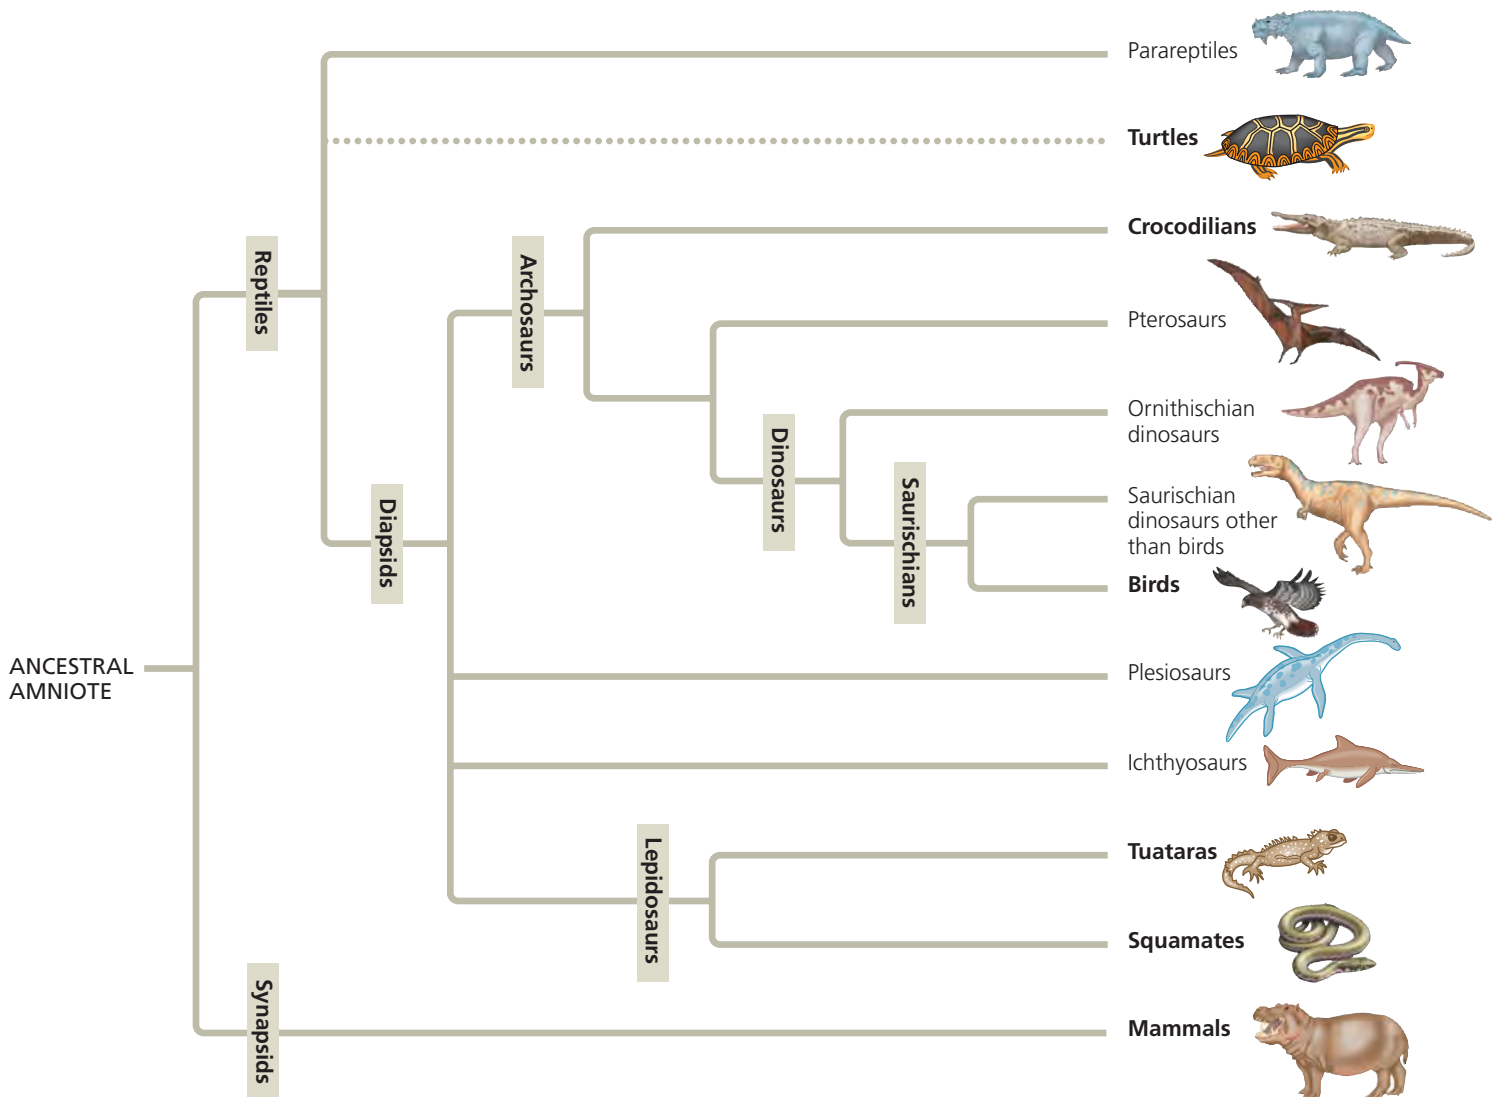 Parareptiles
Turtles
Crocodilians
Pterosaurs
Ornithischian
dinosaurs
Saurischian
dinosaurs other
than birds
Birds
Plesiosaurs
Ichthyosaurs
Tuataras
Squamates
Mammals
Reptiles
Archosaurs
Dinosaurs
Saurischians
Diapsids
Lepidosaurs
Synapsids
ANCESTRAL
AMNIOTE